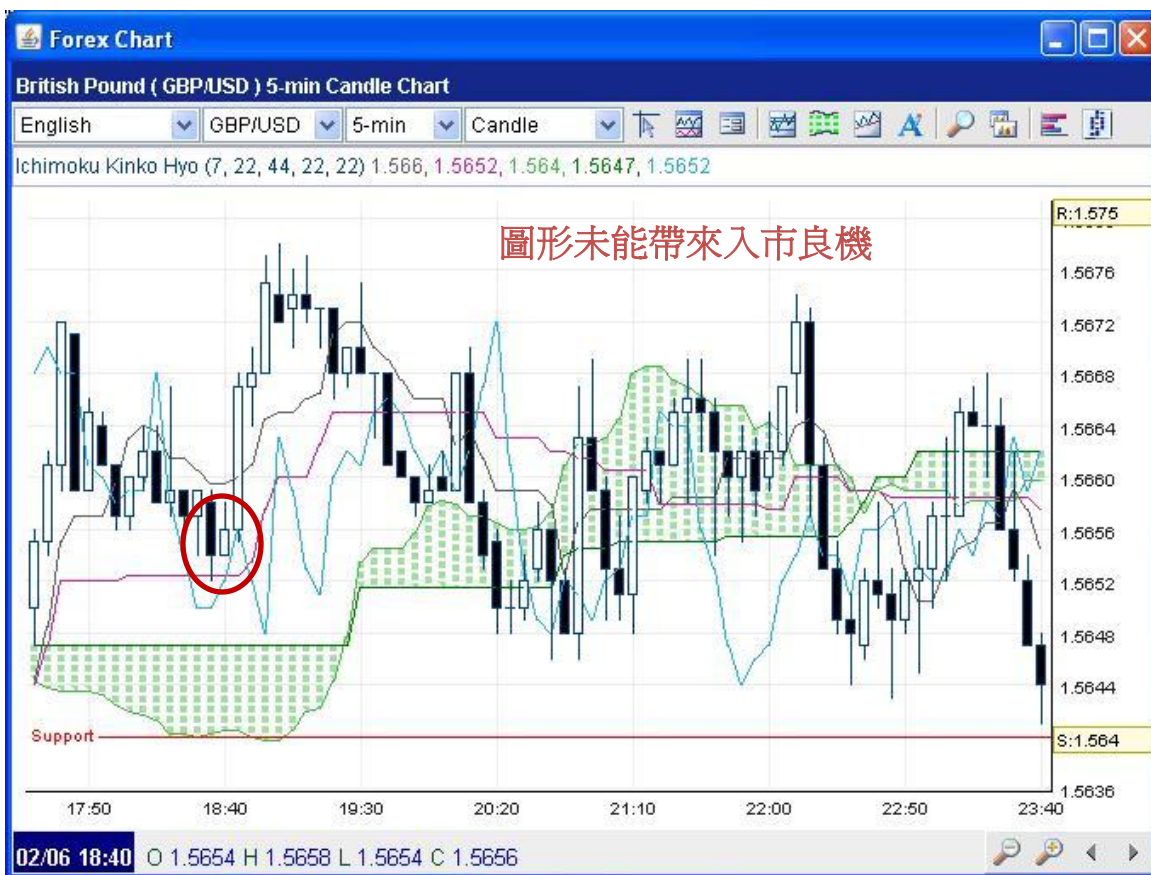 Forex Chart
British Pound ( GBP/USD ) 5-min Candle Chart
English GBP/USD 5-min Candle
Ichimoku Kinko Hyo (7, 22, 44, 22, 22) 1.566, 1.5652, 1.564, 1.5647, 1.5652
圖形未能帶來入市良機
R:1.575
1.5676
1.5672
1.5668
1.5664
1.5660
1.5656
1.5652
1.5648
1.5644
Support
S:1.564
1.5636
17:50 18:40 19:30 20:20 21:10 22:00 22:50 23:40
02/06 18:40 O 1.5654 H 1.5658 L 1.5654 C 1.5656